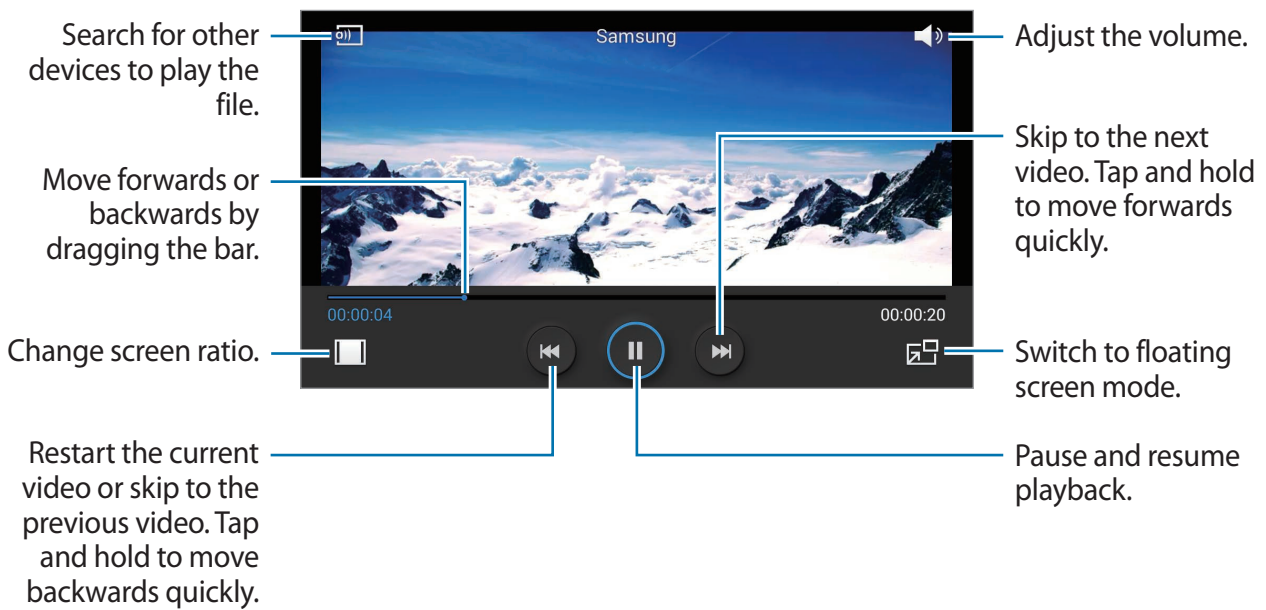 Search for other
devices to play the
file.
Samsung
Adjust the volume.
Move forwards or
backwards by
dragging the bar.
Skip to the next
video. Tap and hold
to move forwards
quickly.
00:00:04
00:00:20
Change screen ratio.
Switch to floating
screen mode.
Restart the current
video or skip to the
previous video. Tap
and hold to move
backwards quickly.
Pause and resume
playback.